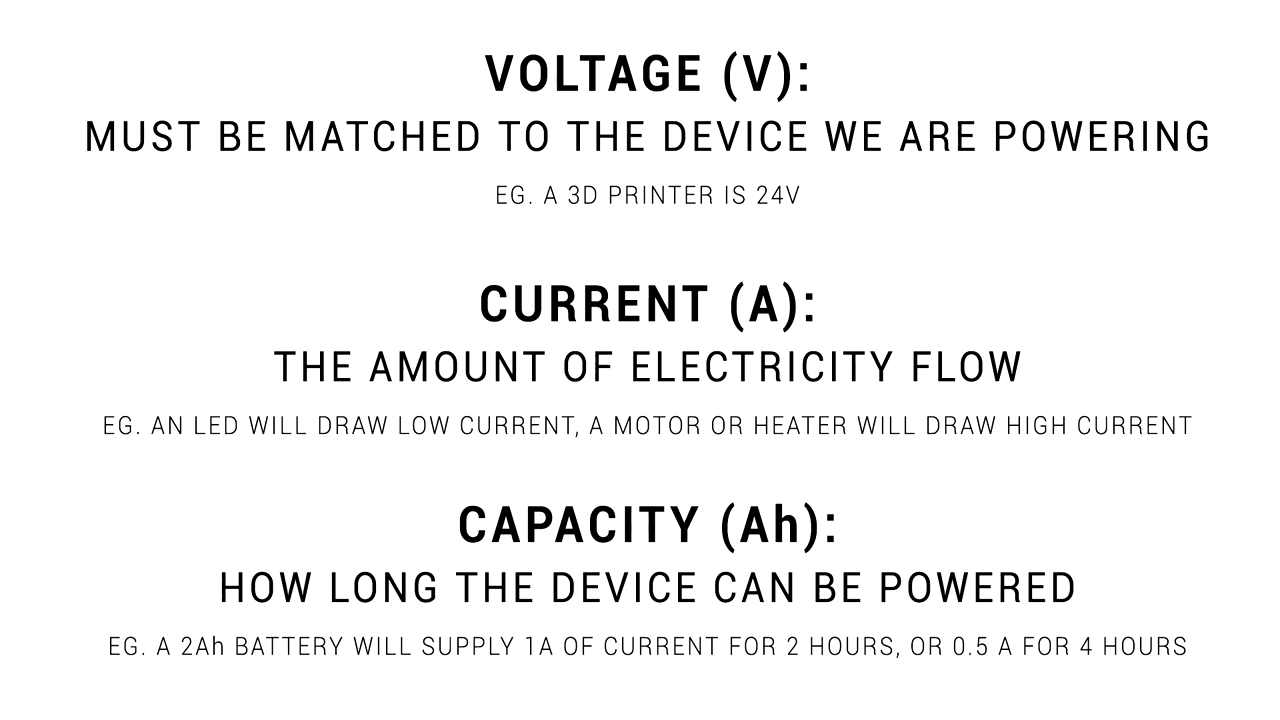 VOLTAGE (V):
MUST BE MATCHED TO THE DEVICE WE ARE POWERING
EG. A 3D PRINTER IS 24V
CURRENT (A):
THE AMOUNT OF ELECTRICITY FLOW
EG. AN LED WILL DRAW LOW CURRENT, A MOTOR OR HEATER WILL DRAW HIGH CURRENT
CAPACITY (Ah):
HOW LONG THE DEVICE CAN BE POWERED
EG. A 2Ah BATTERY WILL SUPPLY 1A OF CURRENT FOR 2 HOURS, OR 0.5 A FOR 4 HOURS